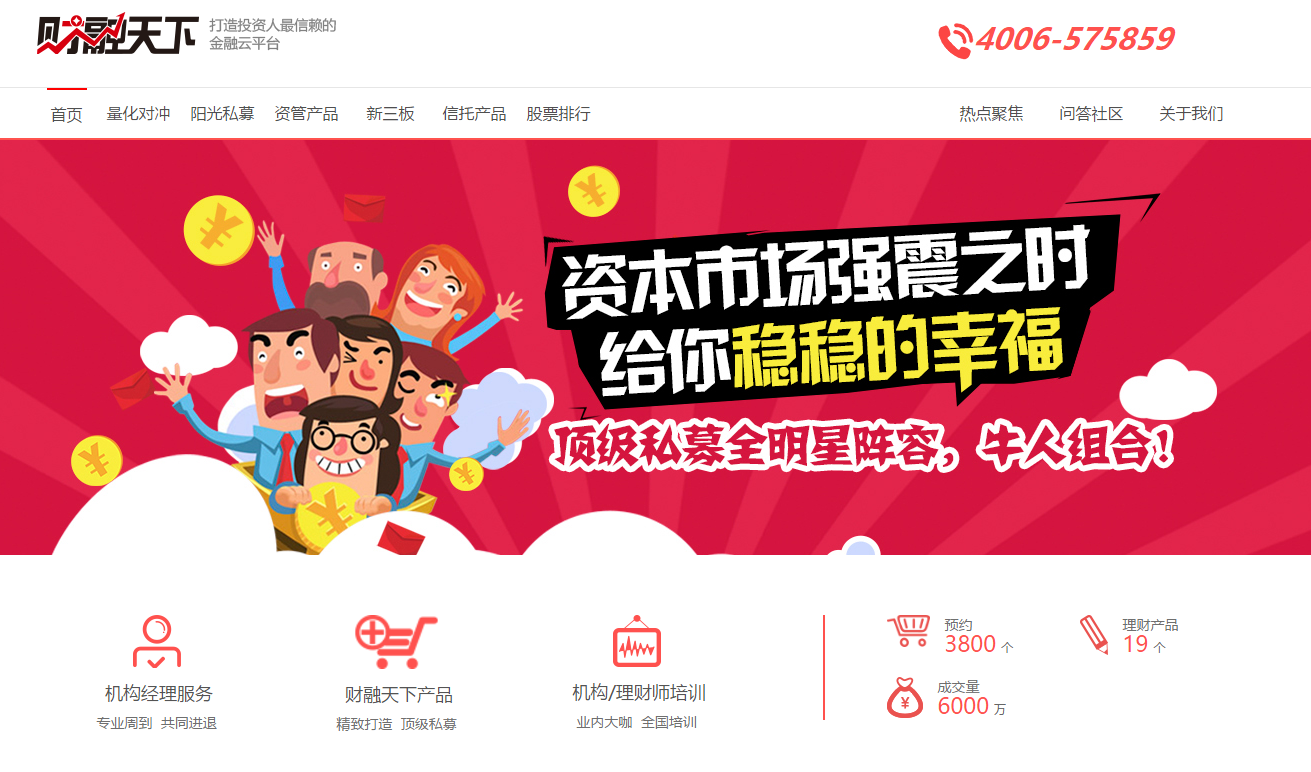 财融天下
打造投资人最信赖的
金融云平台
4006-575859
首页 量化对冲 阳光私募 资管产品 新三板 信托产品 股票排行 热点聚焦 问答社区 关于我们
¥
¥
资本市场强震之时
给你稳稳的幸福
顶级私募全明星阵容，牛人组合!
¥
¥
¥
机构经理服务
专业周到 共同进退
财融天下产品
精致打造 顶级私募
机构/理财师培训
业内大咖 全国培训
预约
3800 个
理财产品
19 个
¥
成交量
6000 万